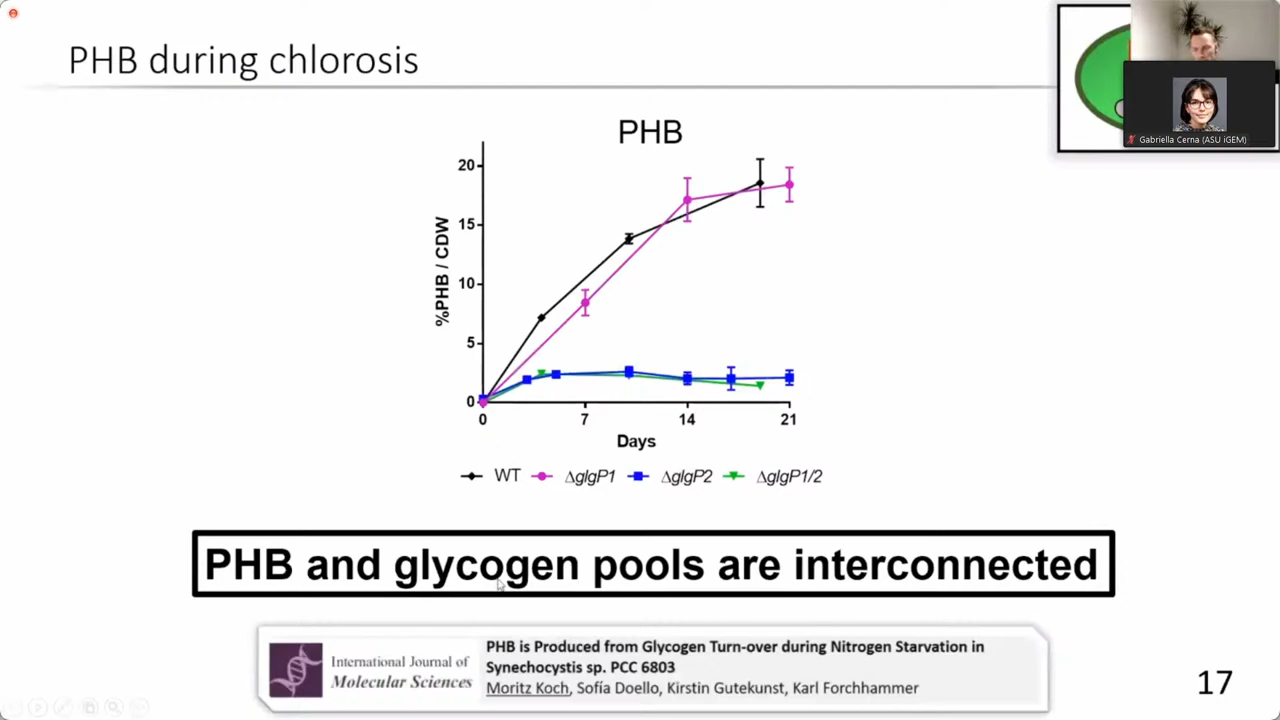 PHB during chlorosis
Gabriella Cerna (ASU iGEM)
PHB
%PHB / CDW
20
15
10
5
0
0 7 14 21
Days
WT ΔglgP1 ΔglgP2 ΔglgP1/2
PHB and glycogen pools are interconnected
International Journal of
Molecular Sciences
PHB is Produced from Glycogen Turn-over during Nitrogen Starvation in
Synechocystis sp. PCC 6803
Moritz Koch, Sofía Doello, Kirstin Gutekunst, Karl Forchhammer
17